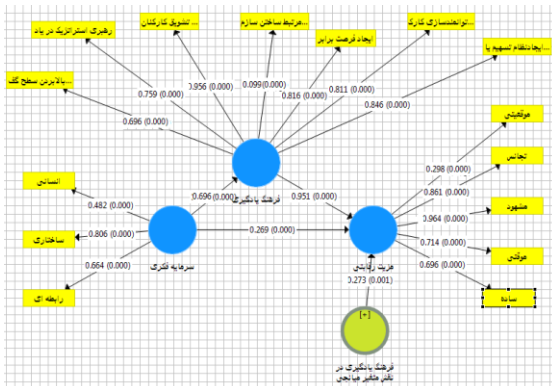 ...تشویق کارکنان
...مرتبط ساختن سازم
...توانمندسازی کارک
رهبری استراتژیک در یاد
ایجاد فرصت برابر
...ایجادنظام تسهیم یا
...بالا بردن سطح گف
0.759 (0.000)
0.956 (0.000)
0.099 (0.000)
0.816 (0.000)
0.811 (0.000)
0.846 (0.000)
0.696 (0.000)
موقعیتی
0.298 (0.000)
تجانس
0.861 (0.000)
انسانی
0.482 (0.000)
0.696 (0.000)
فرهنگ یادگیری
0.951 (0.000)
مشهود
0.964 (0.000)
ساختاری
0.806 (0.000)
0.269 (0.000)
0.714 (0.000)
موقتی
0.664 (0.000)
سرمایه فکری
مزیت رقابتی
0.696 (0.000)
رابطه ای
0.273 (0.001)
ساده
[+]
فرهنگ یادگیری در
نقش متغیر میانجی